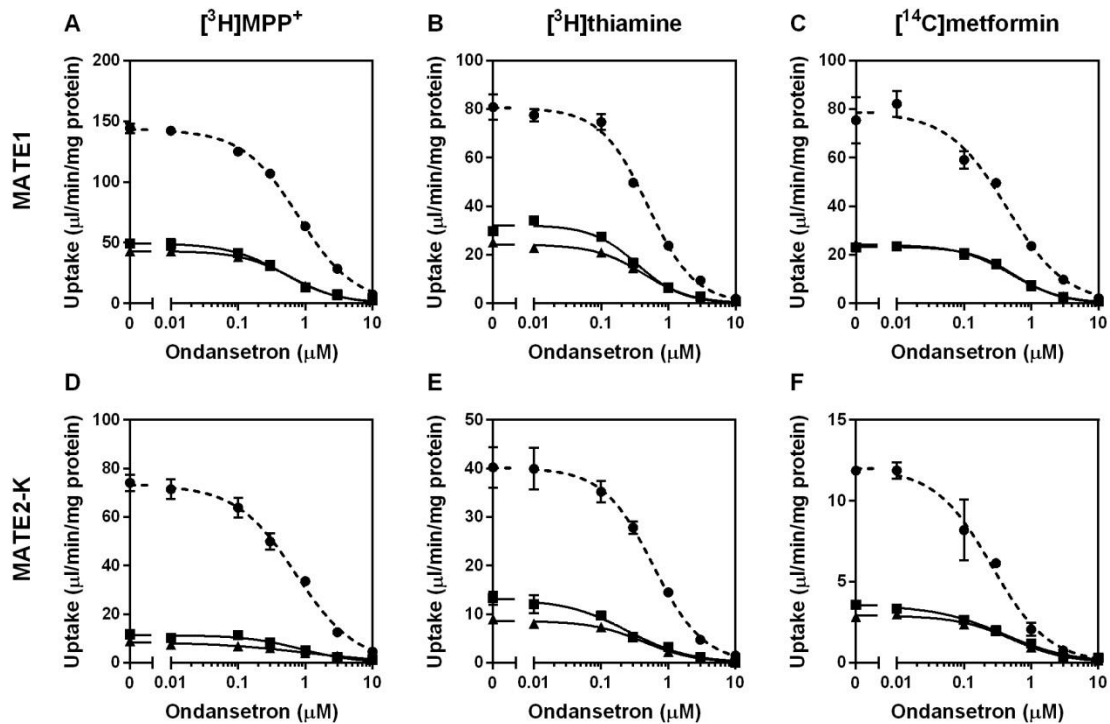 [³H]MPP⁺ [³H]thiamine [¹⁴C]metformin
A B C
MATE1
Uptake (µl/min/mg protein)
200
150
100
50
0
0 0.01 0.1 1 10
Ondansetron (µM)
Uptake (µl/min/mg protein)
100
80
60
40
20
0
0 0.01 0.1 1 10
Ondansetron (µM)
Uptake (µl/min/mg protein)
100
80
60
40
20
0
0 0.01 0.1 1 10
Ondansetron (µM)
D E F
MATE2-K
Uptake (µl/min/mg protein)
100
80
60
40
20
0
0 0.01 0.1 1 10
Ondansetron (µM)
Uptake (µl/min/mg protein)
50
40
30
20
10
0
0 0.01 0.1 1 10
Ondansetron (µM)
Uptake (µl/min/mg protein)
15
10
5
0
0 0.01 0.1 1 10
Ondansetron (µM)